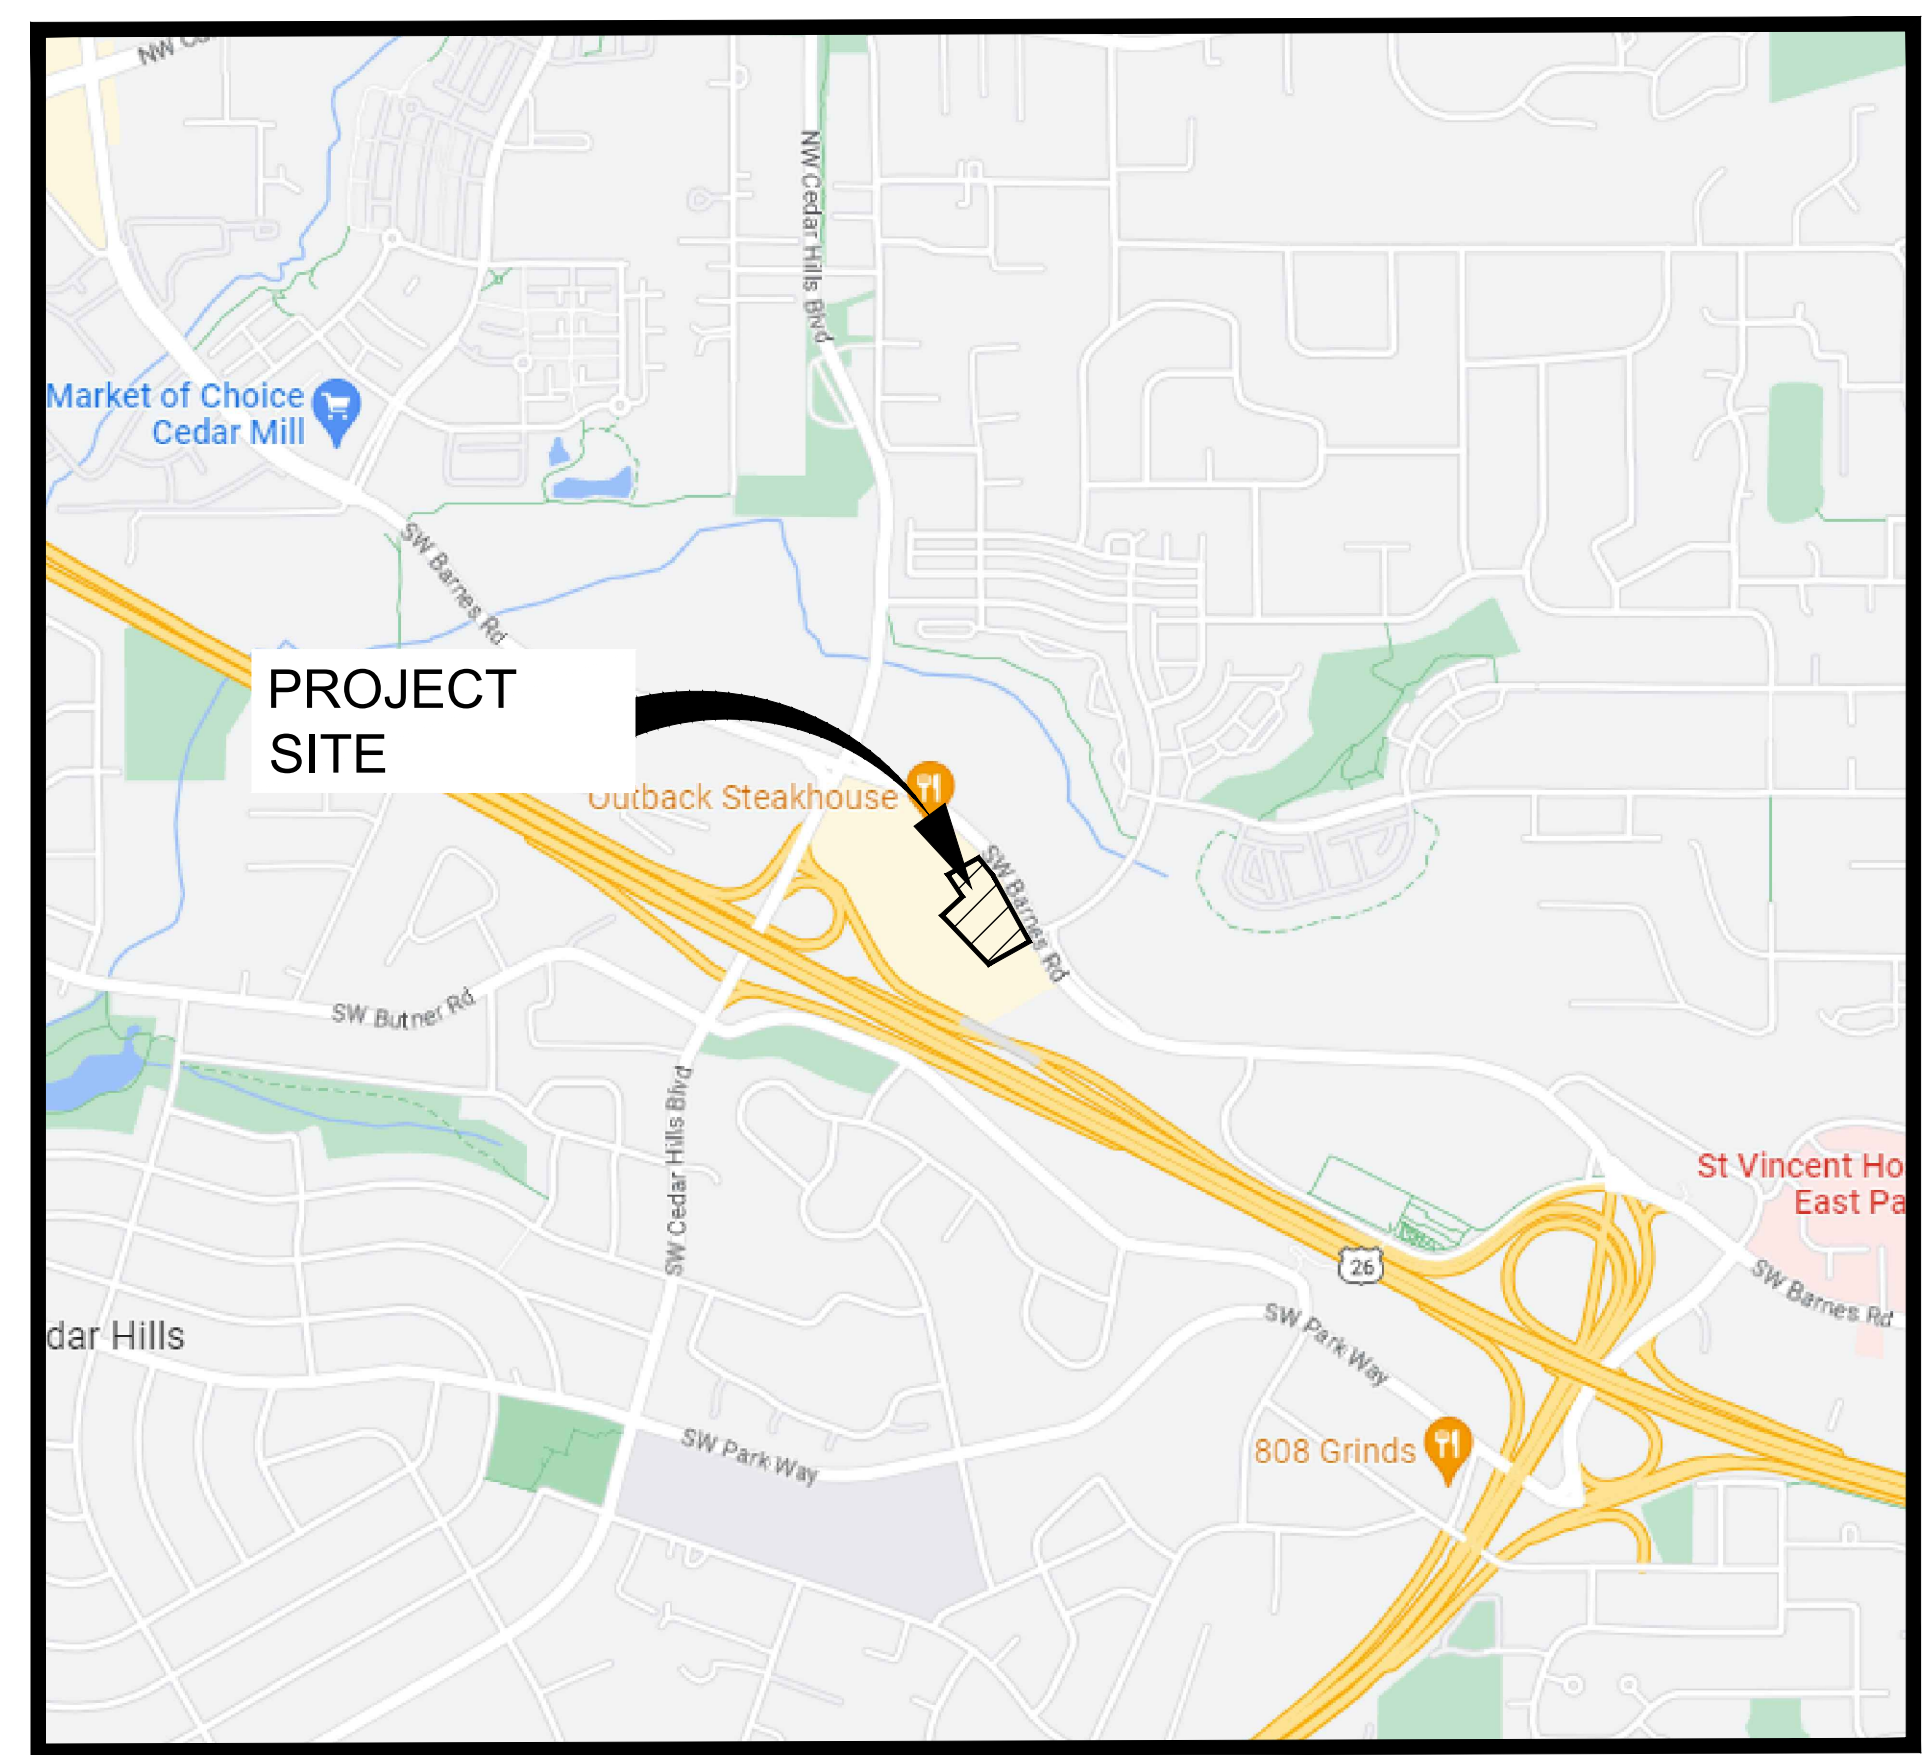 NW
NW Cedar Hills Blvd
Market of Choice
Cedar Mill
SW Barnes Rd
PROJECT
SITE
Outback Steakhouse
SW Barnes Rd
SW Butner Rd
SW Cedar Hills Blvd
St Vincent Ho
East Pa
26
SW Barnes Rd
SW Park Way
dar Hills
SW Park Way
808 Grinds